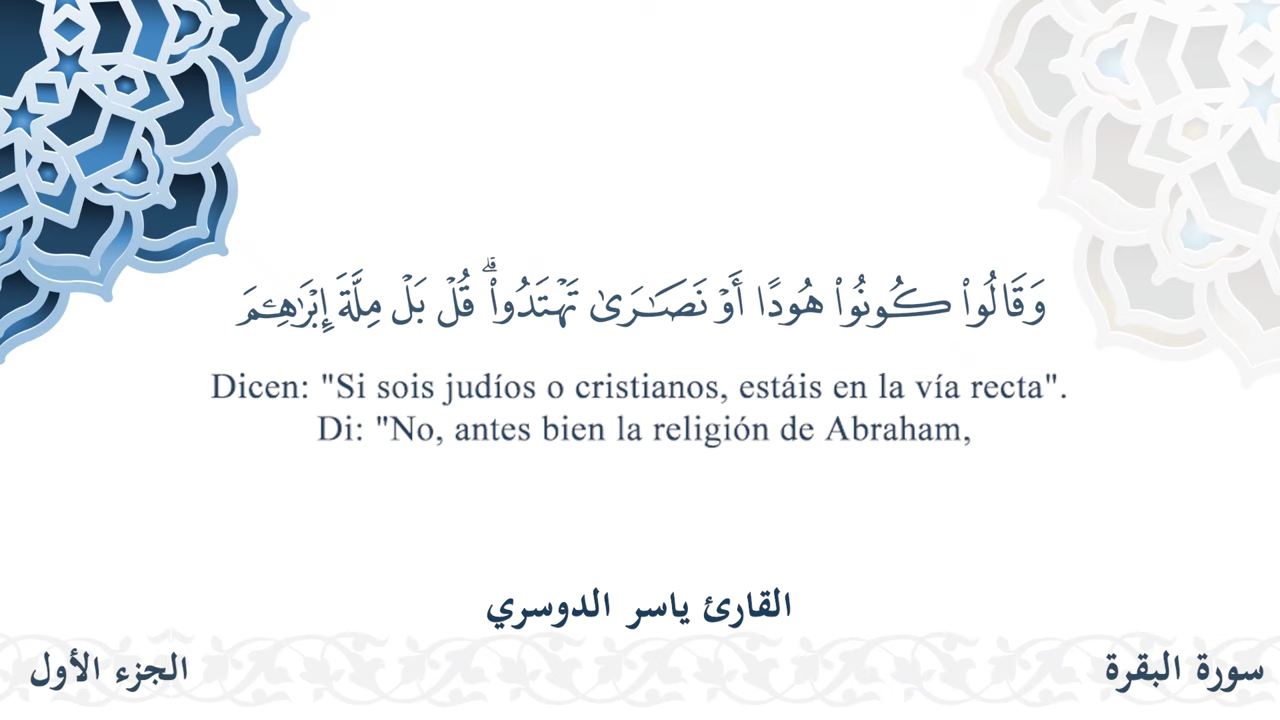 وَقَالُوا۟ كُونُوا۟ هُودًا أَوْ نَصَـٰرَىٰ تَهْتَدُوا۟ ۗ قُلْ بَلْ مِلَّةَ إِبْرَٰهِـۧمَ
Dicen: "Si sois judíos o cristianos, estáis en la vía recta".
Di: "No, antes bien la religión de Abraham,
القارئ ياسر الدوسري
سورة البقرة
الجزء الأول